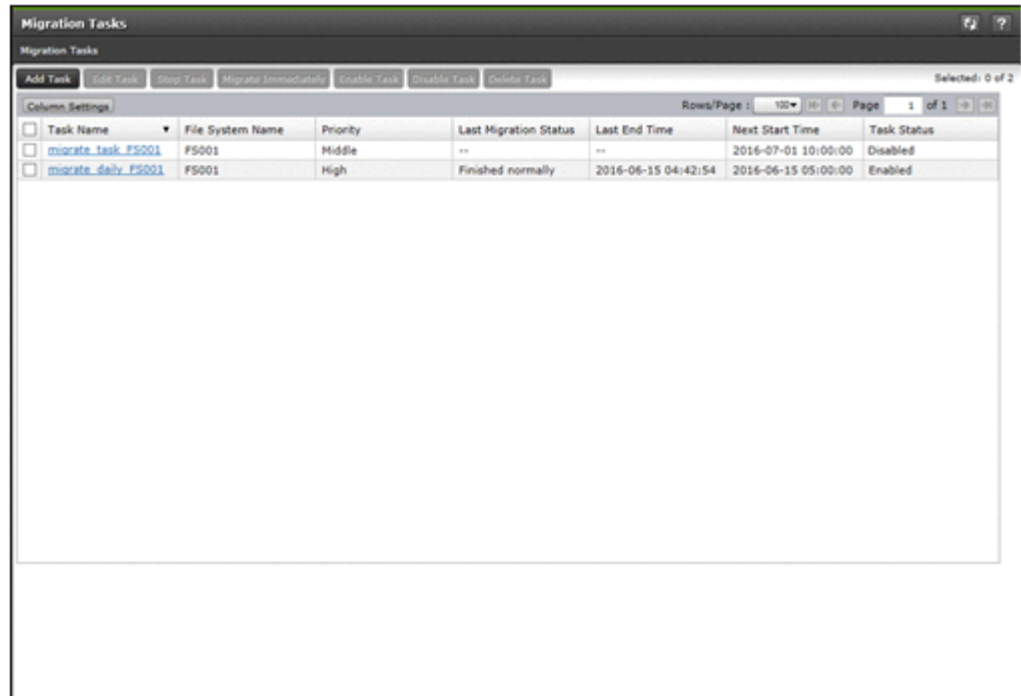 Migration Tasks
?
Migration Tasks
Add Task Edit Task Stop Task Migrate Immediately Enable Task Disable Task Delete Task Selected: 0 of 2
Column Settings Rows/Page : 100 Page 1 of 1
Task Name File System Name Priority Last Migration Status Last End Time Next Start Time Task Status
migrate_task_FS001 FS001 Middle -- -- 2016-07-01 10:00:00 Disabled
migrate_daily_FS001 FS001 High Finished normally 2016-06-15 04:42:54 2016-06-15 05:00:00 Enabled